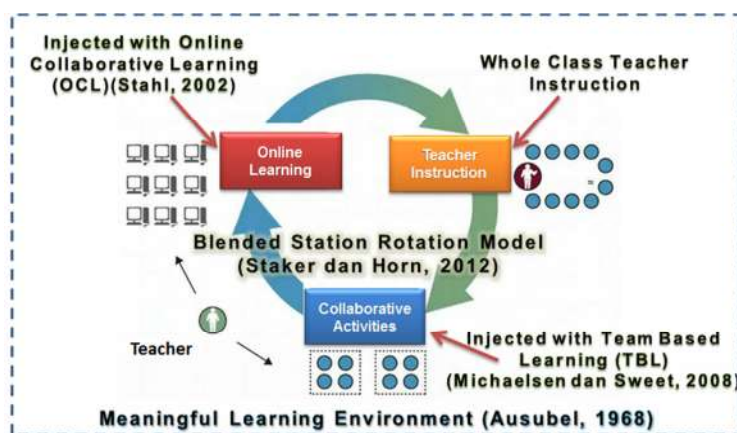 Injected with Online
Collaborative Learning
(OCL)(Stahl, 2002)
Whole Class Teacher
Instruction
Online
Learning
Teacher
Instruction
Blended Station Rotation Model
(Staker dan Horn, 2012)
Collaborative
Activities
Teacher
Injected with Team Based
Learning (TBL)
(Michaelsen dan Sweet, 2008)
Meaningful Learning Environment (Ausubel, 1968)